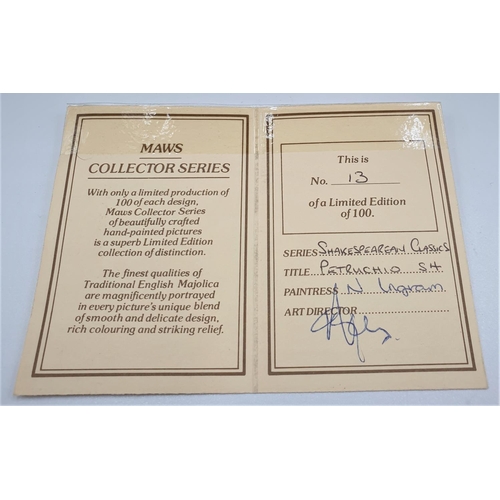 MAWS
COLLECTOR SERIES
With only a limited production of
100 of each design,
Maws Collector Series
of beautifully crafted
hand-painted pictures
is a superb Limited Edition
collection of distinction.
The finest qualities of
Traditional English Majolica
are magnificently portrayed
in every picture's unique blend
of smooth and delicate design,
rich colouring and striking relief.
This is
No. 13
of a Limited Edition
of 100.
SERIES SHAKESPEAREAN CLASSICS
TITLE PETRUCHIO S4
PAINTRESS N Ingram
ART DIRECTOR